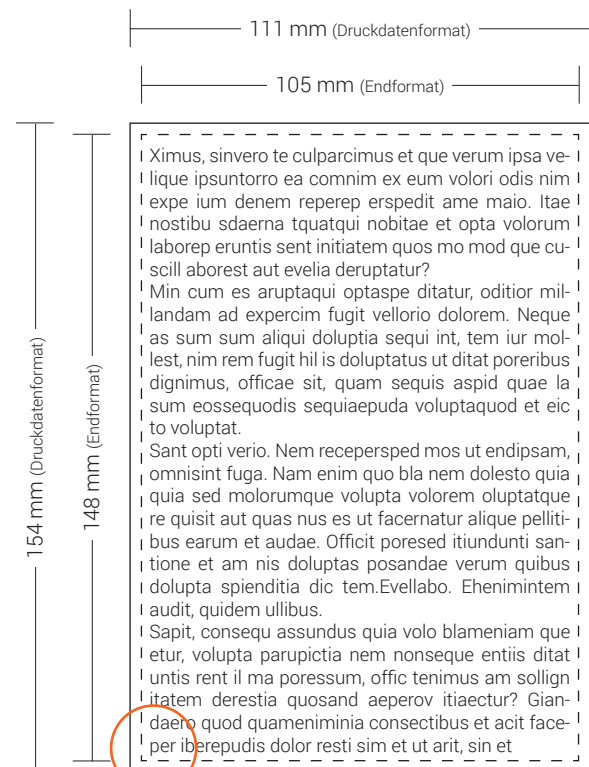 111 mm (Druckdatenformat)
105 mm (Endformat)
154 mm (Druckdatenformat)
148 mm (Endformat)
Ximus, sinvero te culparcimus et que verum ipsa ve-
lique ipsuntorro ea comnim ex eum volori odis nim
expe ium denem reperep erspedit ame maio. Itae
nostibu sdaerna tquatqui nobitae et opta volorum
laborep eruntis sent initiatem quos mo mod que cu-
scill aborest aut evelia deruptatur?
Min cum es aruptaqui optaspe ditatur, oditior mil-
landam ad expercim fugit vellorio dolorem. Neque
as sum sum aliqui doluptia sequi int, tem iur mol-
lest, nim rem fugit hil is doluptatus ut ditat poreribus
dignimus, officae sit, quam sequis aspid quae la
sum eossequodis sequiaepuda voluptaquod et eic
to voluptat.
Sant opti verio. Nem recepersped mos ut endipsam,
omnisint fuga. Nam enim quo bla nem dolesto quia
quia sed molorumque volupta volorem oluptatque
re quisit aut quas nus es ut facernatur alique pelliti-
bus earum et audae. Officit poresed itiundunti san-
tione et am nis doluptas posandae verum quibus
dolupta spienditia dic tem.Evellabo. Ehenimintem
audit, quidem ullibus.
Sapit, consequ assundus quia volo blameniam que
etur, volupta parupictia nem nonseque entiis ditat
untis rent il ma poressum, offic tenimus am sollign
itatem derestia quosand aeperov itiaectur? Gian-
daero quod quameniminia consectibus et acit face-
per iberepudis dolor resti sim et ut arit, sin et